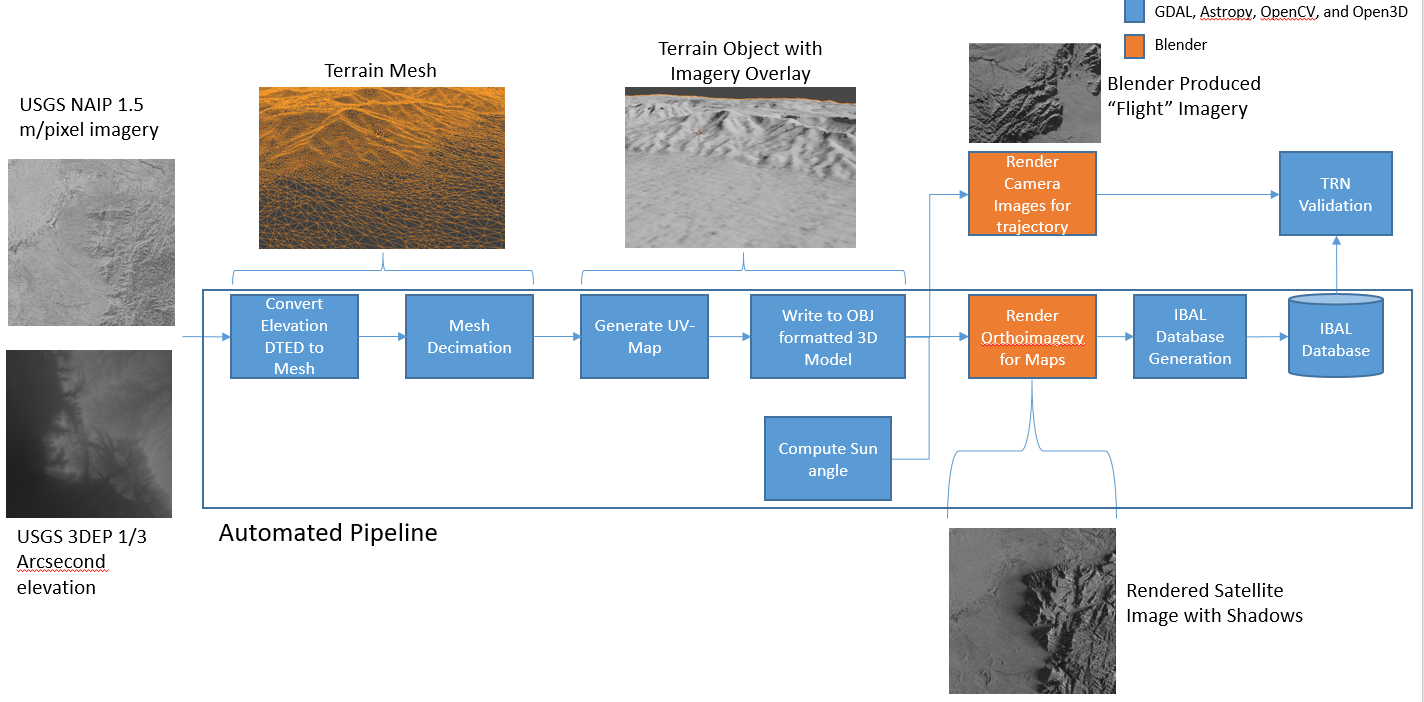 GDAL, Astropy, OpenCV, and Open3D
Blender
Terrain Mesh
Terrain Object with
Imagery Overlay
USGS NAIP 1.5
m/pixel imagery
Blender Produced
“Flight” Imagery
Render
Camera
Images for
trajectory
TRN
Validation
Convert
Elevation
DTED to
Mesh
Mesh
Decimation
Generate UV-
Map
Write to OBJ
formatted 3D
Model
Render
Orthoimagery
for Maps
IBAL
Database
Generation
IBAL
Database
Compute Sun
angle
Automated Pipeline
USGS 3DEP 1/3
Arcsecond
elevation
Rendered Satellite
Image with Shadows